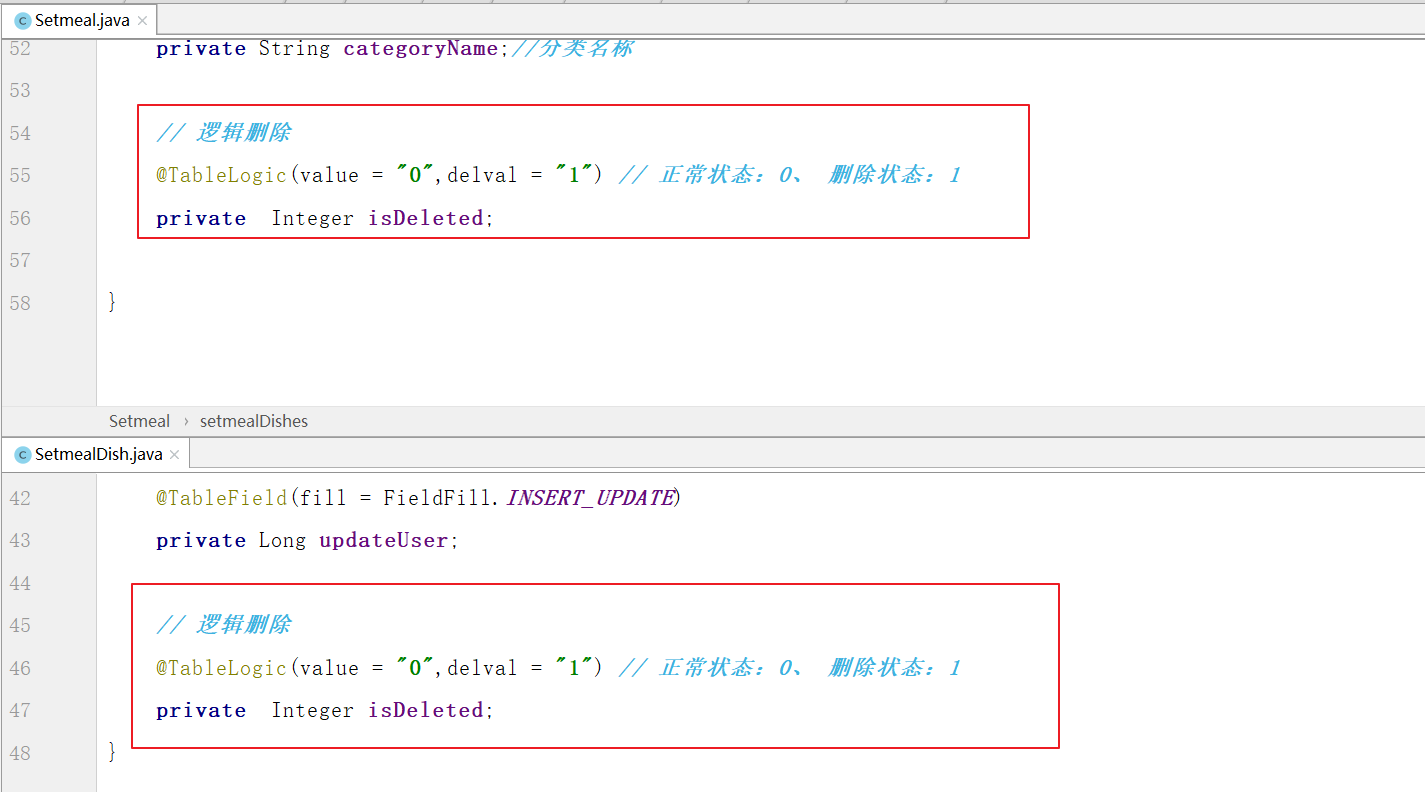 Setmeal.java
52 private String categoryName;//分类名称
53
54 // 逻辑删除
55 @TableLogic(value = "0",delval = "1") // 正常状态：0、 删除状态：1
56 private  Integer isDeleted;
57
58 }
Setmeal › setmealDishes
SetmealDish.java
42 @TableField(fill = FieldFill.INSERT_UPDATE)
43 private Long updateUser;
44
45 // 逻辑删除
46 @TableLogic(value = "0",delval = "1") // 正常状态：0、 删除状态：1
47 private  Integer isDeleted;
48 }